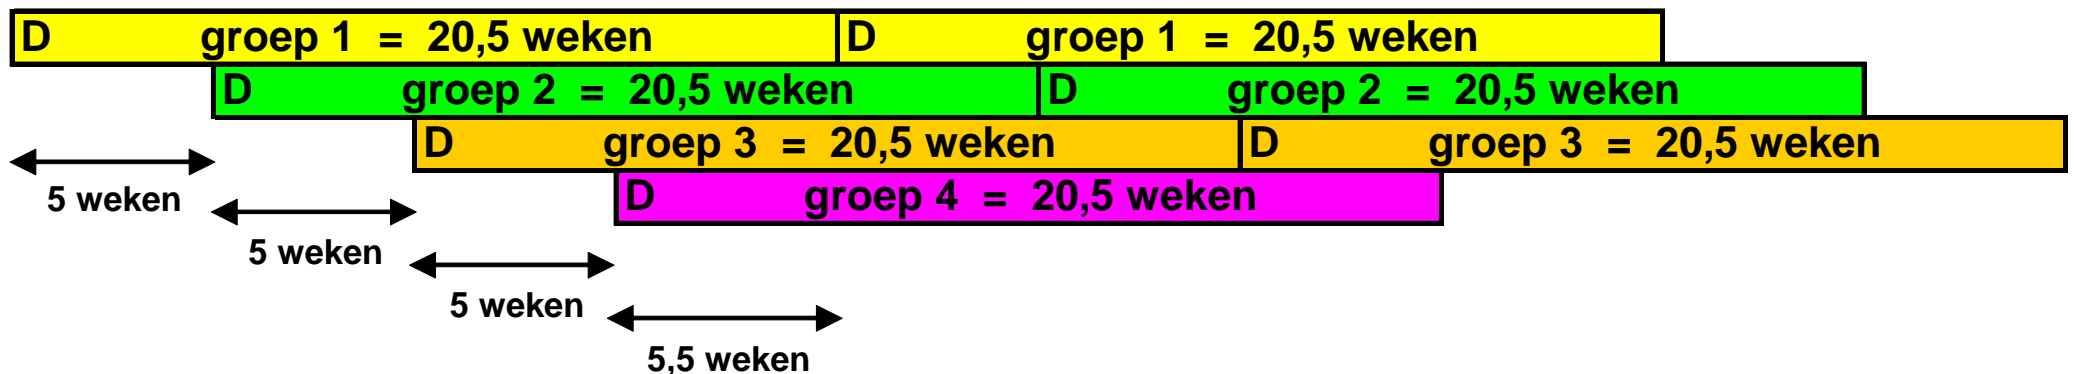 D groep 1 = 20,5 weken D groep 1 = 20,5 weken
D groep 2 = 20,5 weken D groep 2 = 20,5 weken
D groep 3 = 20,5 weken D groep 3 = 20,5 weken
D groep 4 = 20,5 weken
5 weken
5 weken
5 weken
5,5 weken